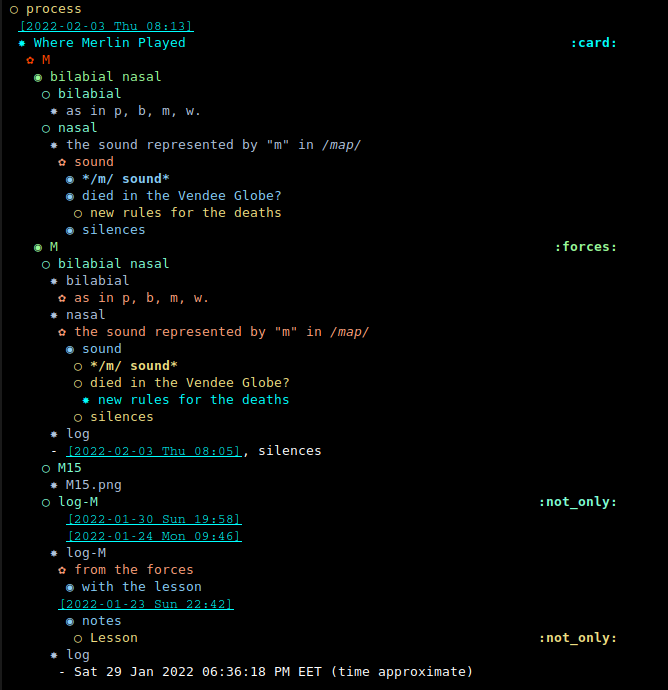 ○ process
[2022-02-03 Thu 08:13]
✸ Where Merlin Played :card:
✿ M
◉ bilabial nasal
○ bilabial
✸ as in p, b, m, w.
○ nasal
✸ the sound represented by "m" in /map/
✿ sound
◉ */m/ sound*
◉ died in the Vendee Globe?
○ new rules for the deaths
◉ silences
◉ M :forces:
○ bilabial nasal
✸ bilabial
✿ as in p, b, m, w.
✸ nasal
✿ the sound represented by "m" in /map/
◉ sound
○ */m/ sound*
○ died in the Vendee Globe?
✸ new rules for the deaths
○ silences
✸ log
- [2022-02-03 Thu 08:05], silences
○ M15
✸ M15.png
○ log-M :not_only:
[2022-01-30 Sun 19:58]
[2022-01-24 Mon 09:46]
✸ log-M
✿ from the forces
◉ with the lesson
[2022-01-23 Sun 22:42]
◉ notes
○ Lesson :not_only:
✸ log
- Sat 29 Jan 2022 06:36:18 PM EET (time approximate)